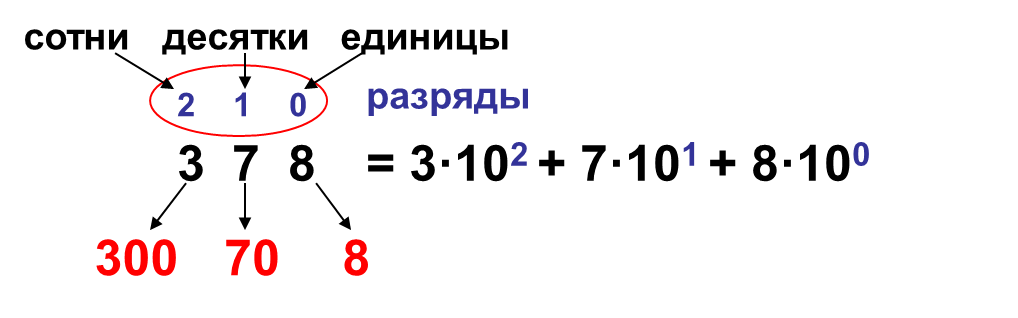 сотни десятки единицы
2 1 0 разряды
3 7 8 = 3·10² + 7·10¹ + 8·10⁰
300 70 8